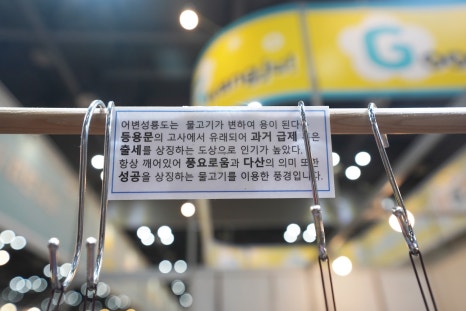 어변성룡도는 물고기가 변하여 용이 된다
등용문의 고사에서 유래되어 과거 급제 은
출세를 상징하는 도상으로 인기가 높았다.
항상 깨어있어 풍요로움과 다산의 의미 또한
성공을 상징하는 물고기를 이용한 풍경입니다.
G